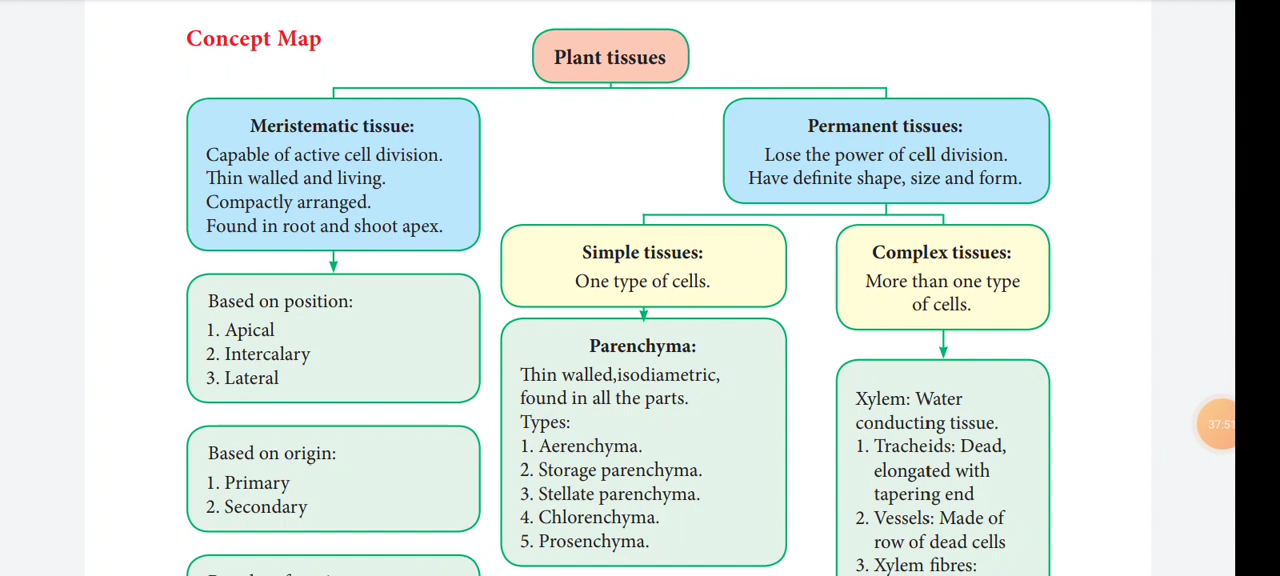 Concept Map
Plant tissues
Meristematic tissue:
Capable of active cell division.
Thin walled and living.
Compactly arranged.
Found in root and shoot apex.
Permanent tissues:
Lose the power of cell division.
Have definite shape, size and form.
Based on position:
1. Apical
2. Intercalary
3. Lateral
Based on origin:
1. Primary
2. Secondary
Simple tissues:
One type of cells.
Parenchyma:
Thin walled,isodiametric,
found in all the parts.
Types:
1. Aerenchyma.
2. Storage parenchyma.
3. Stellate parenchyma.
4. Chlorenchyma.
5. Prosenchyma.
Complex tissues:
More than one type
of cells.
Xylem: Water
conducting tissue.
1. Tracheids: Dead,
elongated with
tapering end
2. Vessels: Made of
row of dead cells
3. Xylem fibres:
37:51